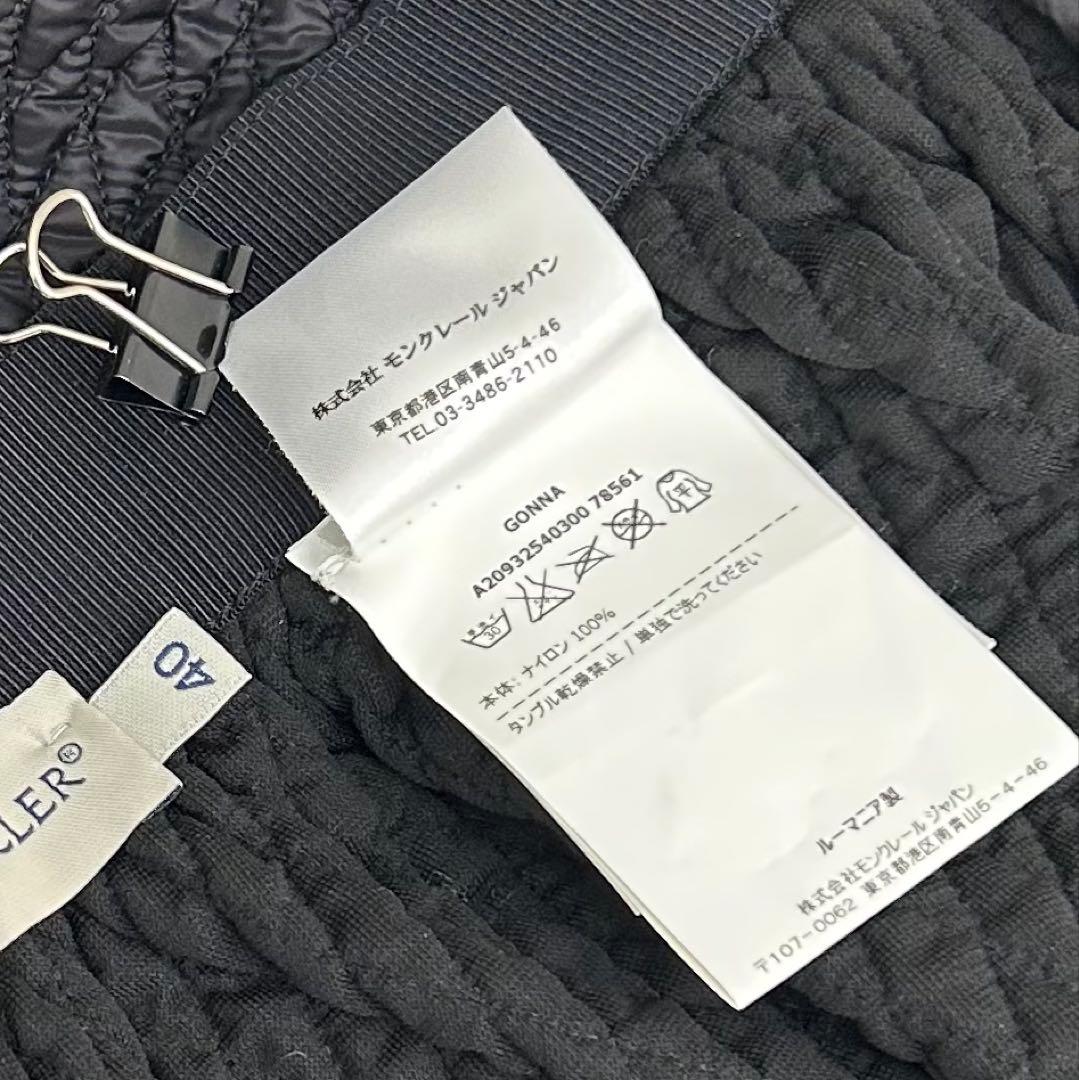 株式会社 モンクレール ジャパン
東京都港区南青山5-4-46
TEL.03-3486-2110
GONNA
A20932540300 78561
30
平
本体: ナイロン 100%
タンブル乾燥禁止 / 単独で洗ってください
ルーマニア製
株式会社モンクレール ジャパン
〒107-0062 東京都港区南青山5-4-46
40
CLER®